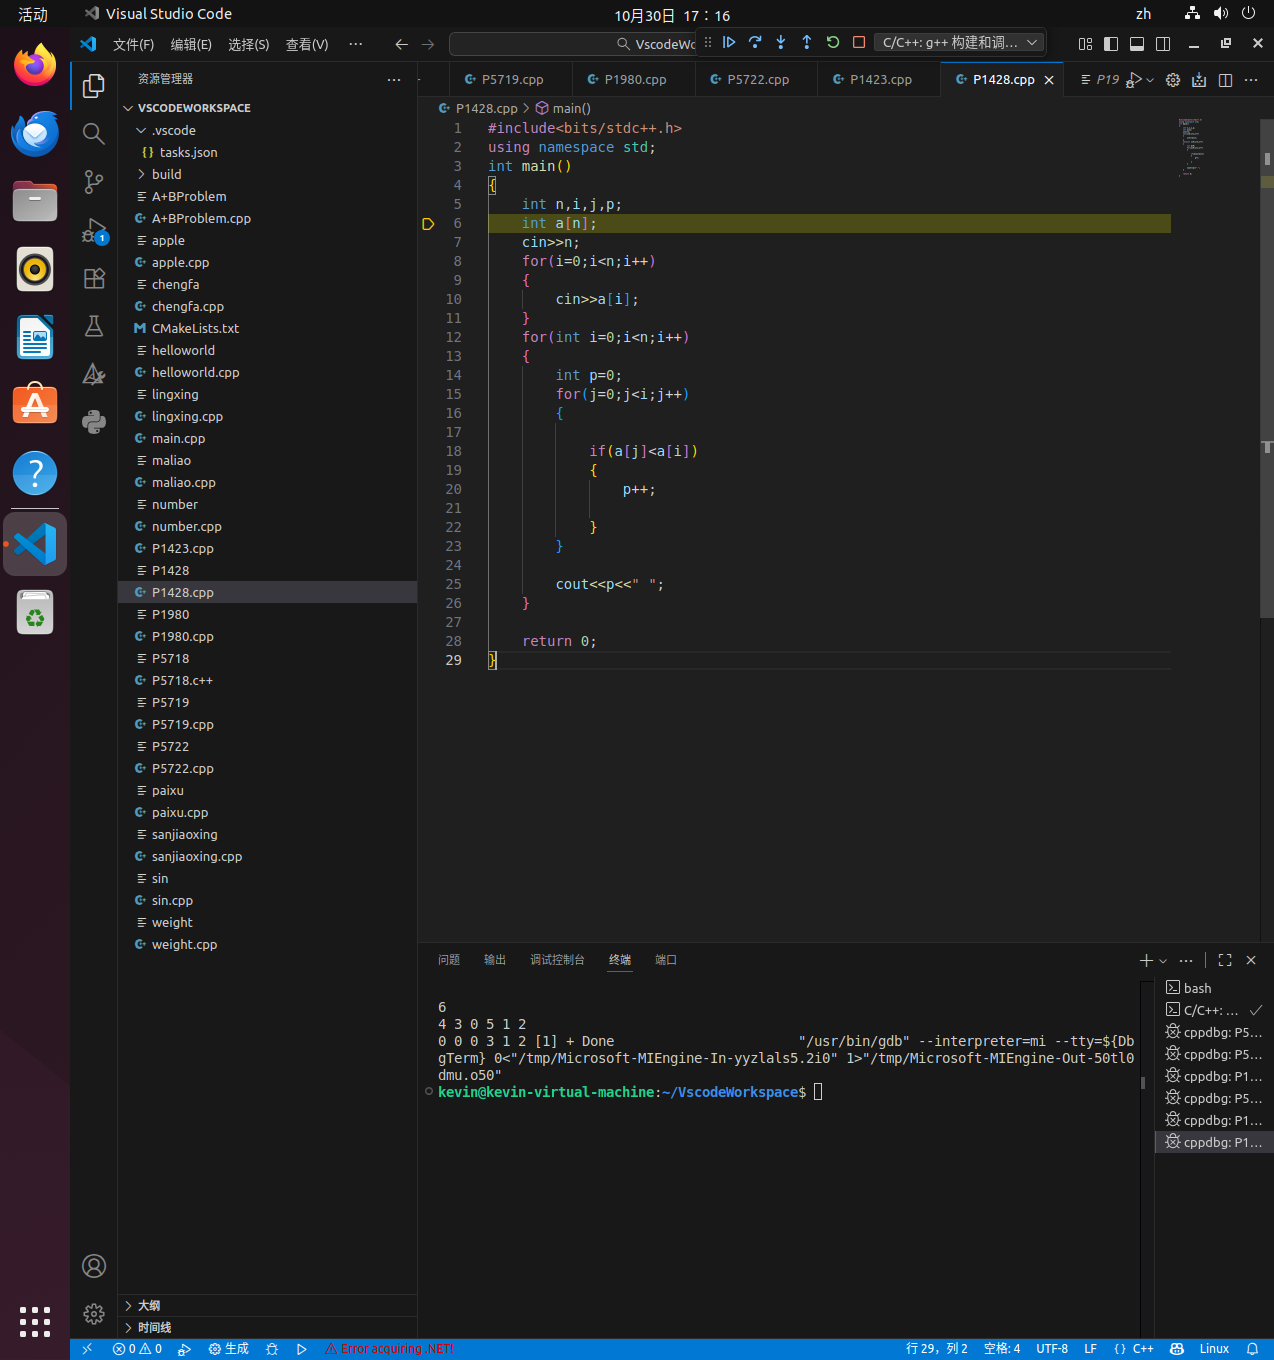 活动
Visual Studio Code
10月30日 17：16
zh
文件(F) 编辑(E) 选择(S) 查看(V) ···
VscodeWo
C/C++: g++ 构建和调…
资源管理器
P5719.cpp
P1980.cpp
P5722.cpp
P1423.cpp
P1428.cpp
P19
P1428.cpp > main()
VSCODEWORKSPACE
.vscode
{} tasks.json
build
A+BProblem
A+BProblem.cpp
apple
apple.cpp
chengfa
chengfa.cpp
CMakeLists.txt
helloworld
helloworld.cpp
lingxing
lingxing.cpp
main.cpp
maliao
maliao.cpp
number
number.cpp
P1423.cpp
P1428
P1428.cpp
P1980
P1980.cpp
P5718
P5718.c++
P5719
P5719.cpp
P5722
P5722.cpp
paixu
paixu.cpp
sanjiaoxing
sanjiaoxing.cpp
sin
sin.cpp
weight
weight.cpp
大纲
时间线
1 #include<bits/stdc++.h>
2 using namespace std;
3 int main()
4 {
5 int n,i,j,p;
6 int a[n];
7 cin>>n;
8 for(i=0;i<n;i++)
9 {
10 cin>>a[i];
11 }
12 for(int i=0;i<n;i++)
13 {
14 int p=0;
15 for(j=0;j<i;j++)
16 {
17
18 if(a[j]<a[i])
19 {
20 p++;
21
22 }
23 }
24
25 cout<<p<<" ";
26 }
27
28 return 0;
29 }
问题 输出 调试控制台 终端 端口
6
4 3 0 5 1 2
0 0 0 3 1 2 [1] + Done "/usr/bin/gdb" --interpreter=mi --tty=${Db
gTerm} 0<"/tmp/Microsoft-MIEngine-In-yyzlals5.2i0" 1>"/tmp/Microsoft-MIEngine-Out-50tl0
dmu.o50"
kevin@kevin-virtual-machine:~/VscodeWorkspace$
bash
C/C++: …
cppdbg: P5…
cppdbg: P5…
cppdbg: P1…
cppdbg: P5…
cppdbg: P1…
cppdbg: P1…
0 0 生成 Error acquiring .NET!
行 29，列 2 空格: 4 UTF-8 LF {} C++ Linux